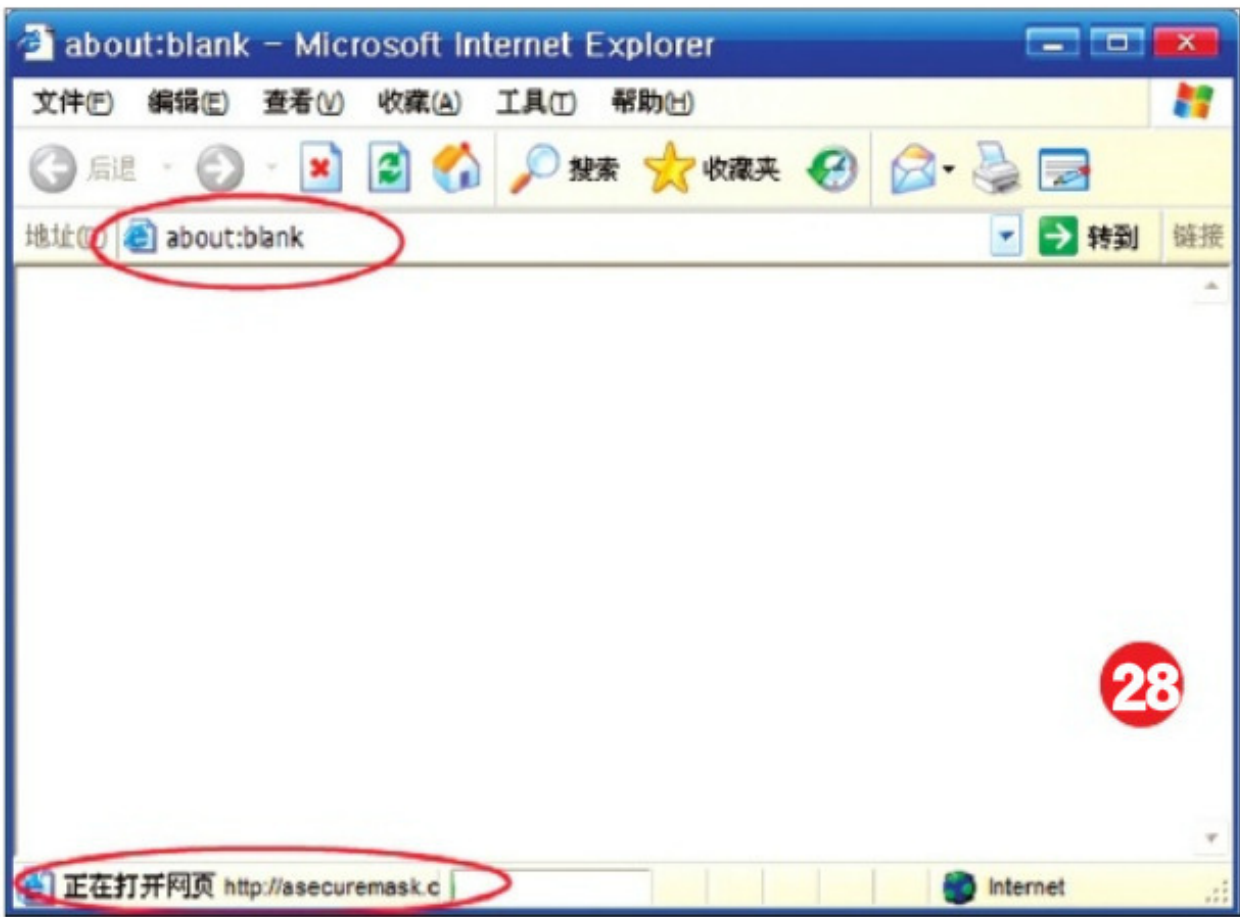 about:blank - Microsoft Internet Explorer
文件(F) 编辑(E) 查看(V) 收藏(A) 工具(T) 帮助(H)
后退 搜索 收藏夹
地址(D) about:blank 转到 链接
28
正在打开网页 http://asecuremask.c Internet